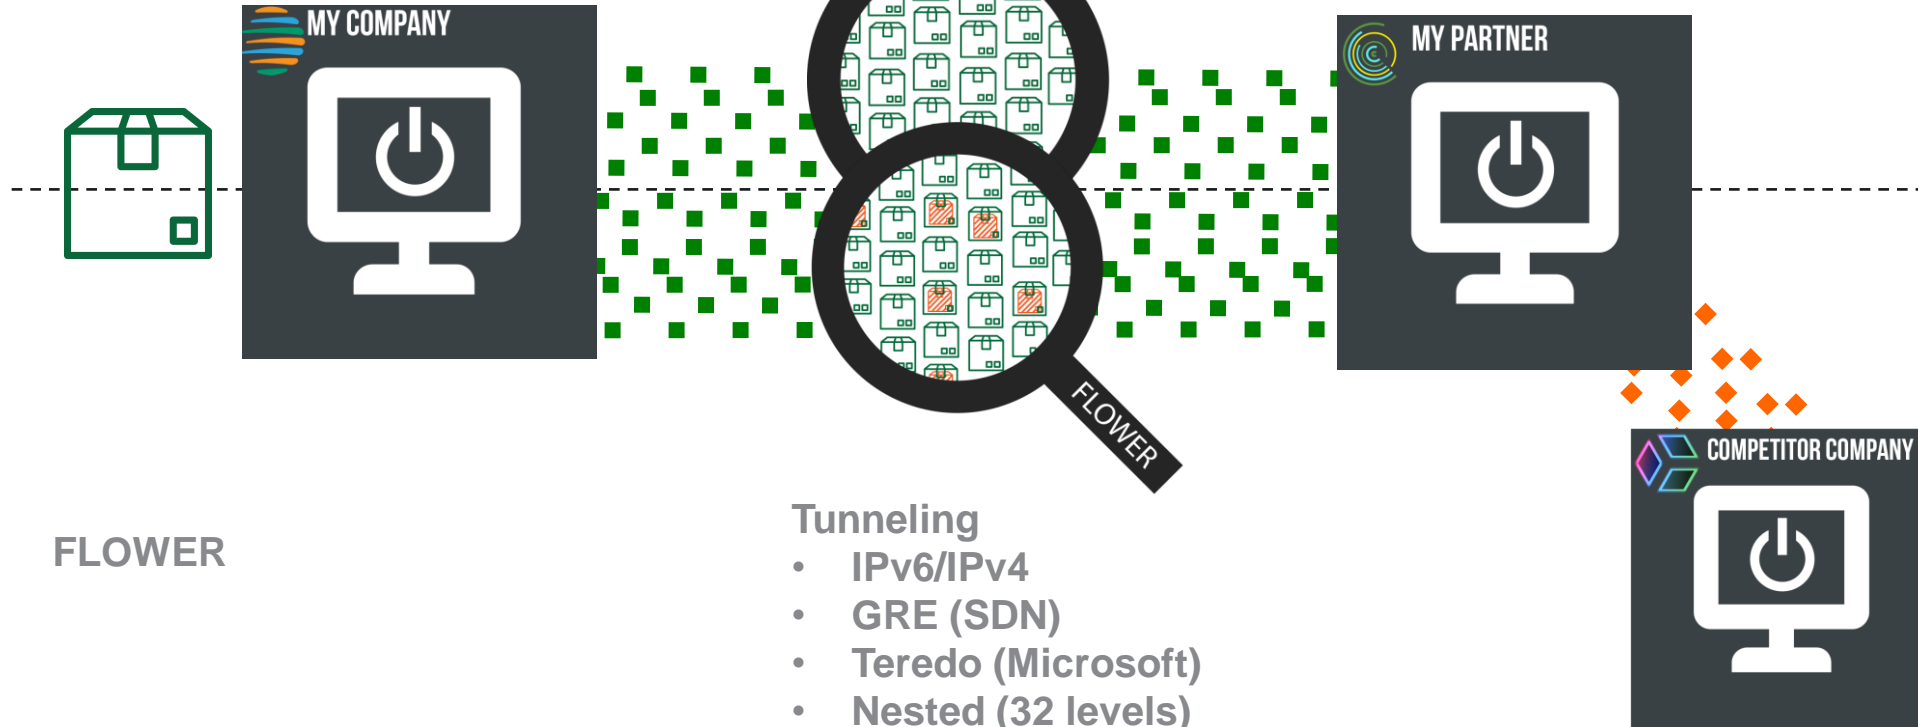 MY COMPANY
MY PARTNER
FLOWER
COMPETITOR COMPANY
FLOWER
Tunneling
• IPv6/IPv4
• GRE (SDN)
• Teredo (Microsoft)
• Nested (32 levels)